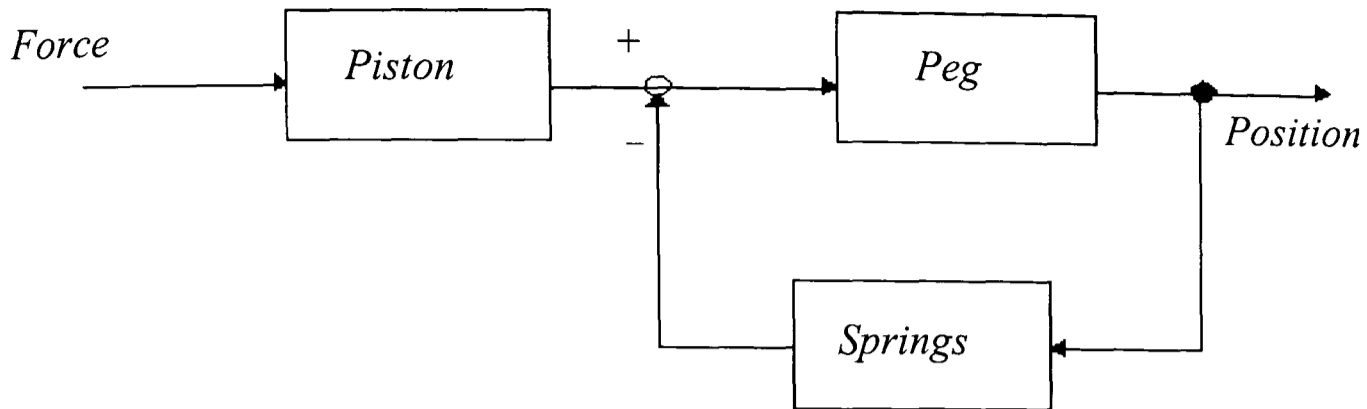 Force
Piston
+
Peg
−
Position
Springs